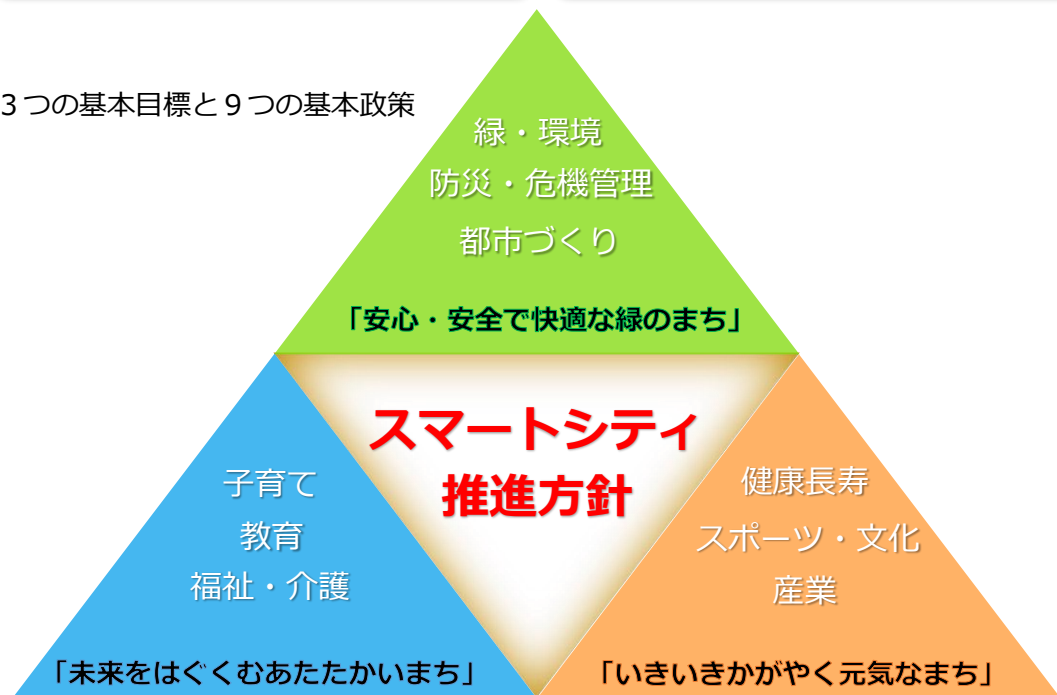 ３つの基本目標と９つの基本政策
緑・環境
防災・危機管理
都市づくり
「安心・安全で快適な緑のまち」
スマートシティ
推進方針
子育て
教育
福祉・介護
「未来をはぐくむあたたかいまち」
健康長寿
スポーツ・文化
産業
「いきいきかがやく元気なまち」